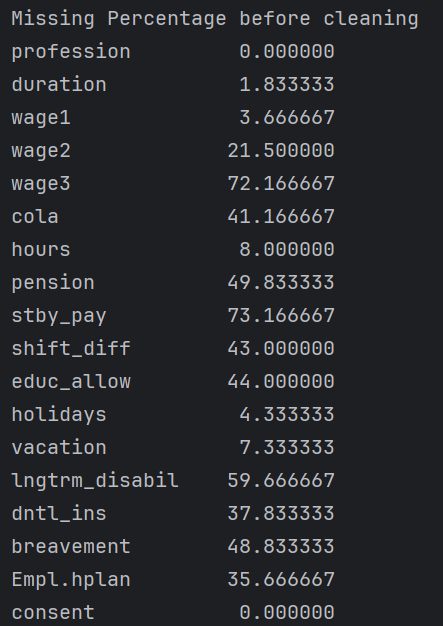 Missing Percentage before cleaning
profession 0.000000
duration 1.833333
wage1 3.666667
wage2 21.500000
wage3 72.166667
cola 41.166667
hours 8.000000
pension 49.833333
stby_pay 73.166667
shift_diff 43.000000
educ_allow 44.000000
holidays 4.333333
vacation 7.333333
lngtrm_disabil 59.666667
dntl_ins 37.833333
breavement 48.833333
Empl.hplan 35.666667
consent 0.000000